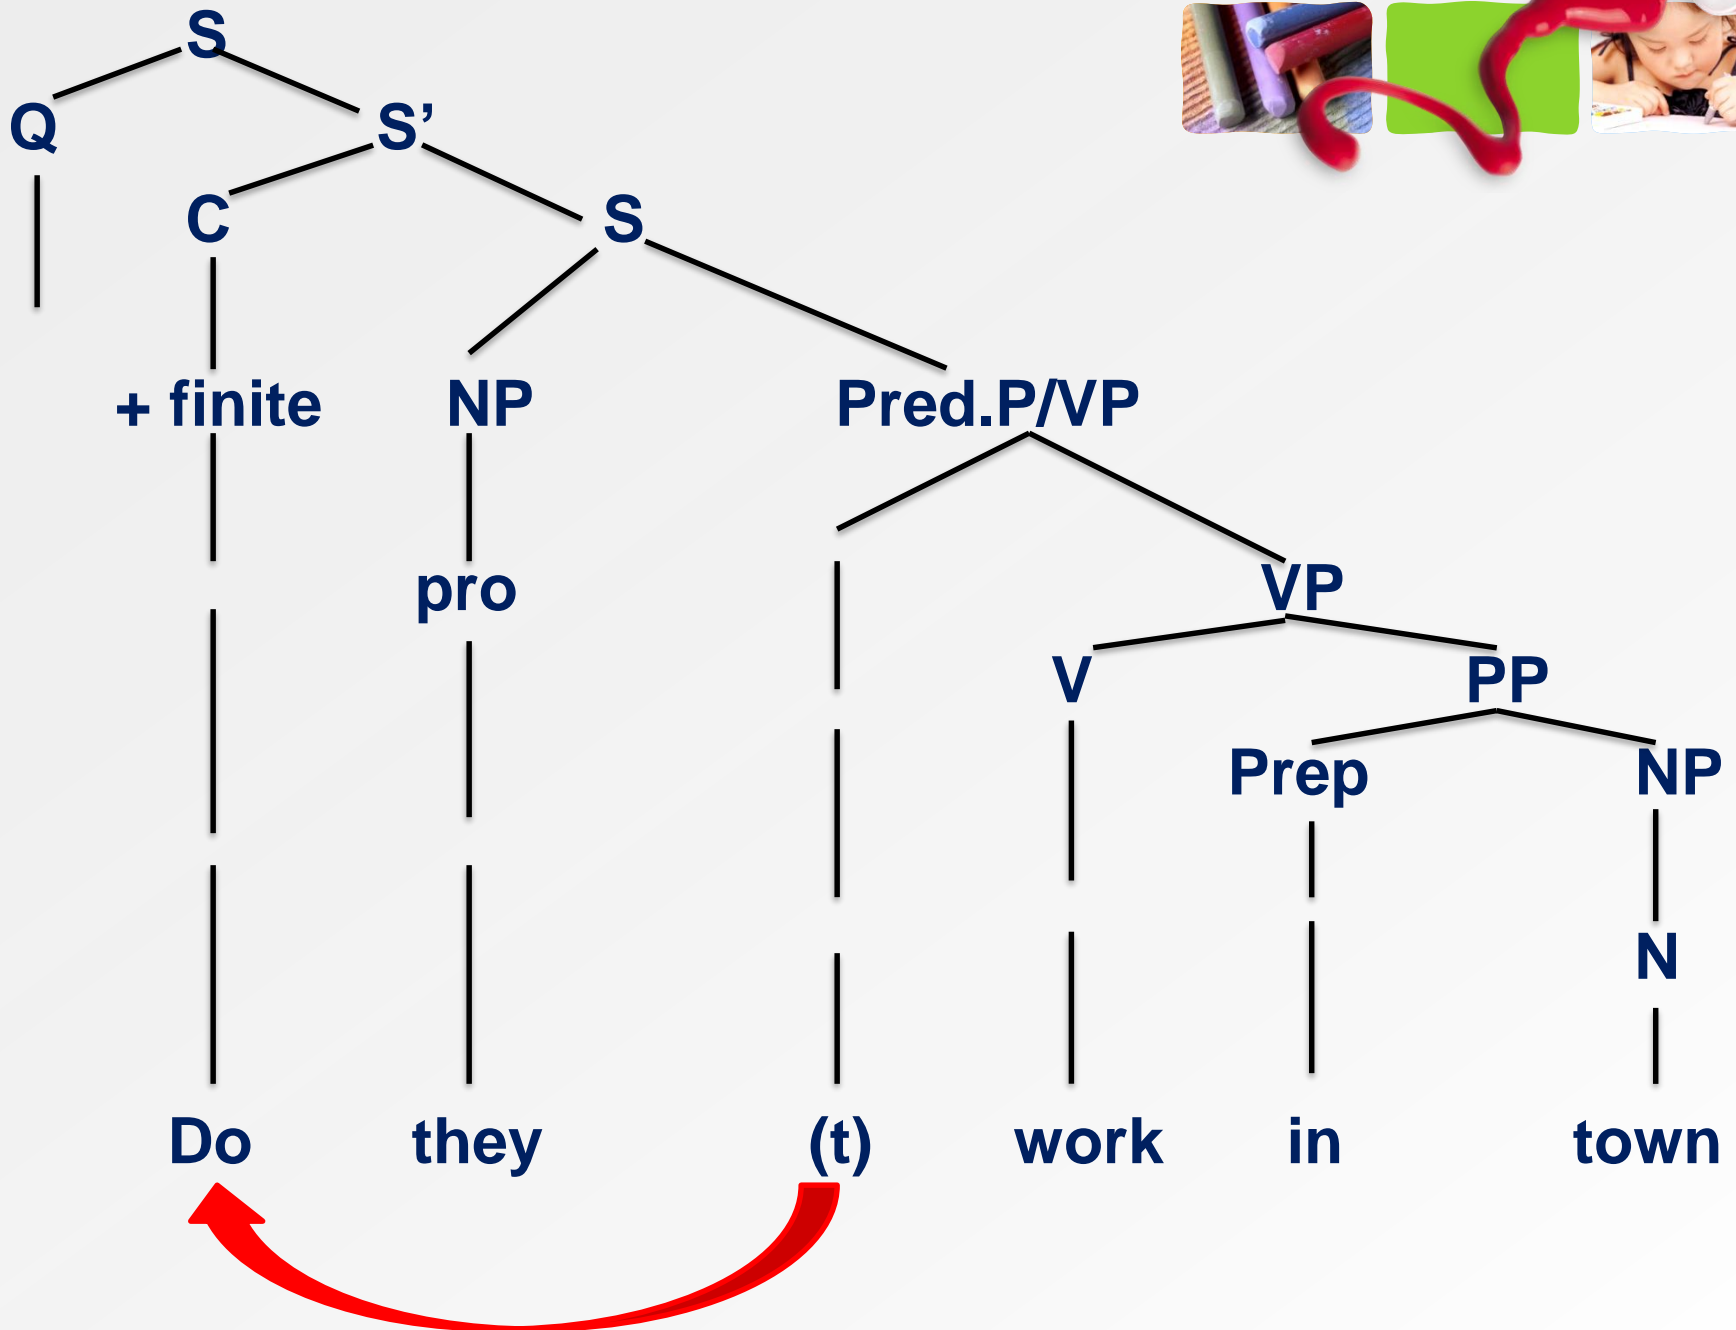 S
Q S’
C S
+ finite NP Pred.P/VP
pro VP
V PP
Prep NP
N
Do they (t) work in town